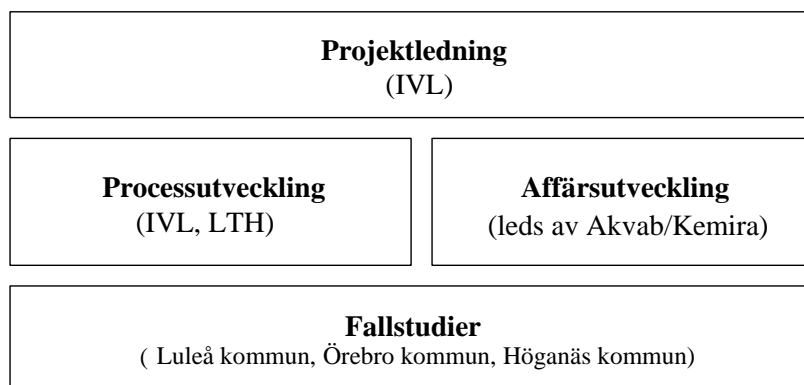 Projektledning
(IVL)
Processutveckling
(IVL, LTH)
Affärsutveckling
(leds av Akvab/Kemira)
Fallstudier
( Luleå kommun, Örebro kommun, Höganäs kommun)